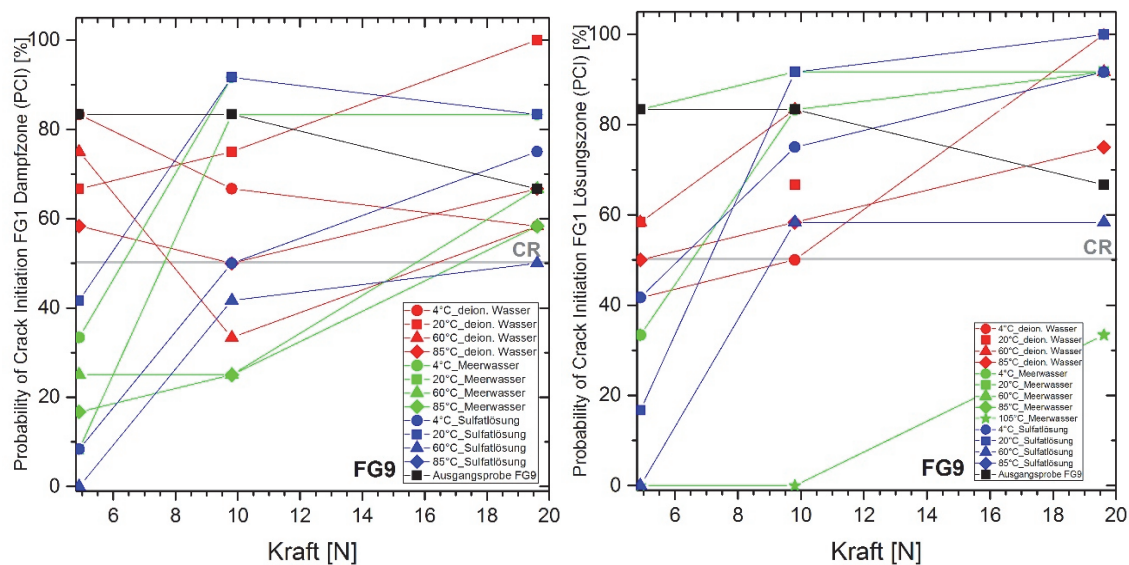 Probability of Crack Initiation FG1 Dampfzone (PCI) [%]
100
80
60
40
20
0
CR
4°C_deion. Wasser
20°C_deion. Wasser
60°C_deion. Wasser
85°C_deion. Wasser
4°C_Meerwasser
20°C_Meerwasser
60°C_Meerwasser
85°C_Meerwasser
4°C_Sulfatlösung
20°C_Sulfatlösung
60°C_Sulfatlösung
85°C_Sulfatlösung
Ausgangsprobe FG9
FG9
6 8 10 12 14 16 18 20
Kraft [N]
Probability of Crack Initiation FG1 Lösungszone (PCI) [%]
100
80
60
40
20
0
CR
4°C_deion. Wasser
20°C_deion. Wasser
60°C_deion. Wasser
85°C_deion. Wasser
4°C_Meerwasser
20°C_Meerwasser
60°C_Meerwasser
85°C_Meerwasser
105°C_Meerwasser
4°C_Sulfatlösung
20°C_Sulfatlösung
60°C_Sulfatlösung
85°C_Sulfatlösung
Ausgangsprobe FG9
FG9
6 8 10 12 14 16 18 20
Kraft [N]